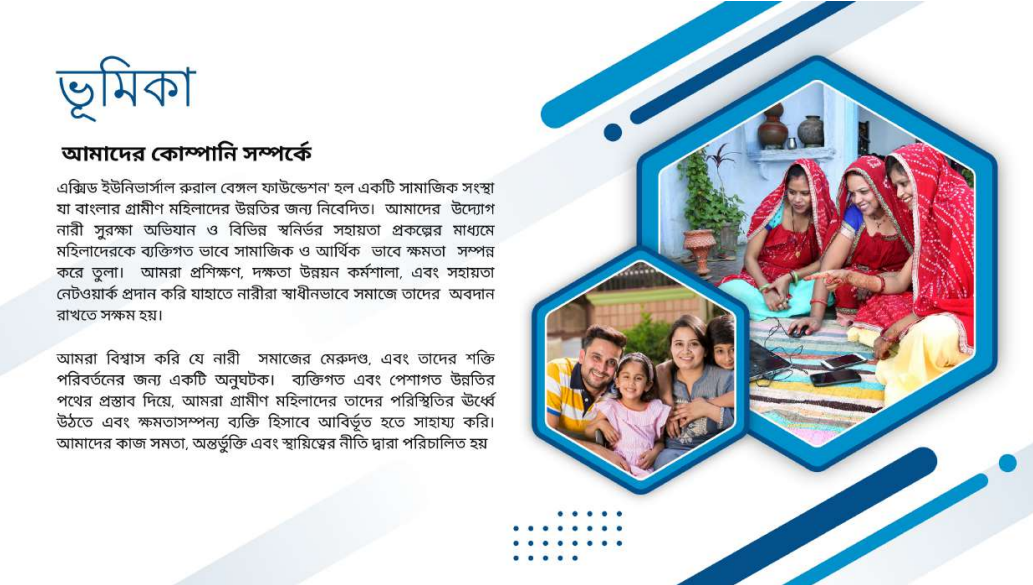 ভূমিকা
আমাদের কোম্পানি সম্পর্কে
এক্সিড ইউনিভার্সাল রুরাল বেঙ্গল ফাউন্ডেশন' হল একটি সামাজিক সংস্থা
যা বাংলার গ্রামীণ মহিলাদের উন্নতির জন্য নিবেদিত। আমাদের উদ্যোগ
নারী সুরক্ষা অভিযান ও বিভিন্ন স্বনির্ভর সহায়তা প্রকল্পের মাধ্যমে
মহিলাদেরকে ব্যক্তিগত ভাবে সামাজিক ও আর্থিক ভাবে ক্ষমতা সম্পন্ন
করে তুলা। আমরা প্রশিক্ষণ, দক্ষতা উন্নয়ন কর্মশালা, এবং সহায়তা
নেটওয়ার্ক প্রদান করি যাহাতে নারীরা স্বাধীনভাবে সমাজে তাদের অবদান
রাখতে সক্ষম হয়।
আমরা বিশ্বাস করি যে নারী সমাজের মেরুদণ্ড, এবং তাদের শক্তি
পরিবর্তনের জন্য একটি অনুঘটক। ব্যক্তিগত এবং পেশাগত উন্নতির
পথের প্রস্তাব দিয়ে, আমরা গ্রামীণ মহিলাদের তাদের পরিস্থিতির ঊর্ধ্বে
উঠতে এবং ক্ষমতাসম্পন্য ব্যক্তি হিসাবে আবির্ভূত হতে সাহায্য করি।
আমাদের কাজ সমতা, অন্তর্ভুক্তি এবং স্থায়িত্বের নীতি দ্বারা পরিচালিত হয়